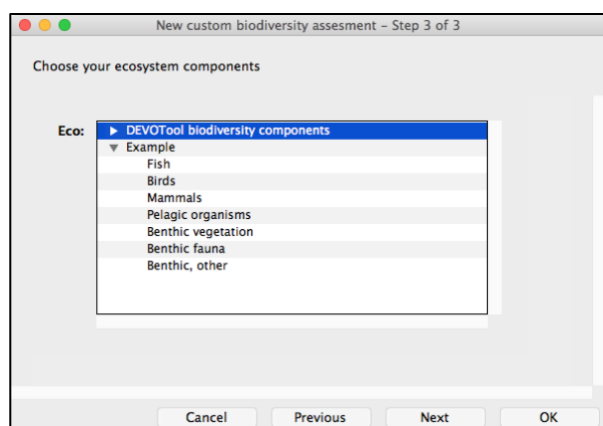 New custom biodiversity assesment – Step 3 of 3
Choose your ecosystem components
Eco:
DEVOTool biodiversity components
Example
Fish
Birds
Mammals
Pelagic organisms
Benthic vegetation
Benthic fauna
Benthic, other
Cancel Previous Next OK